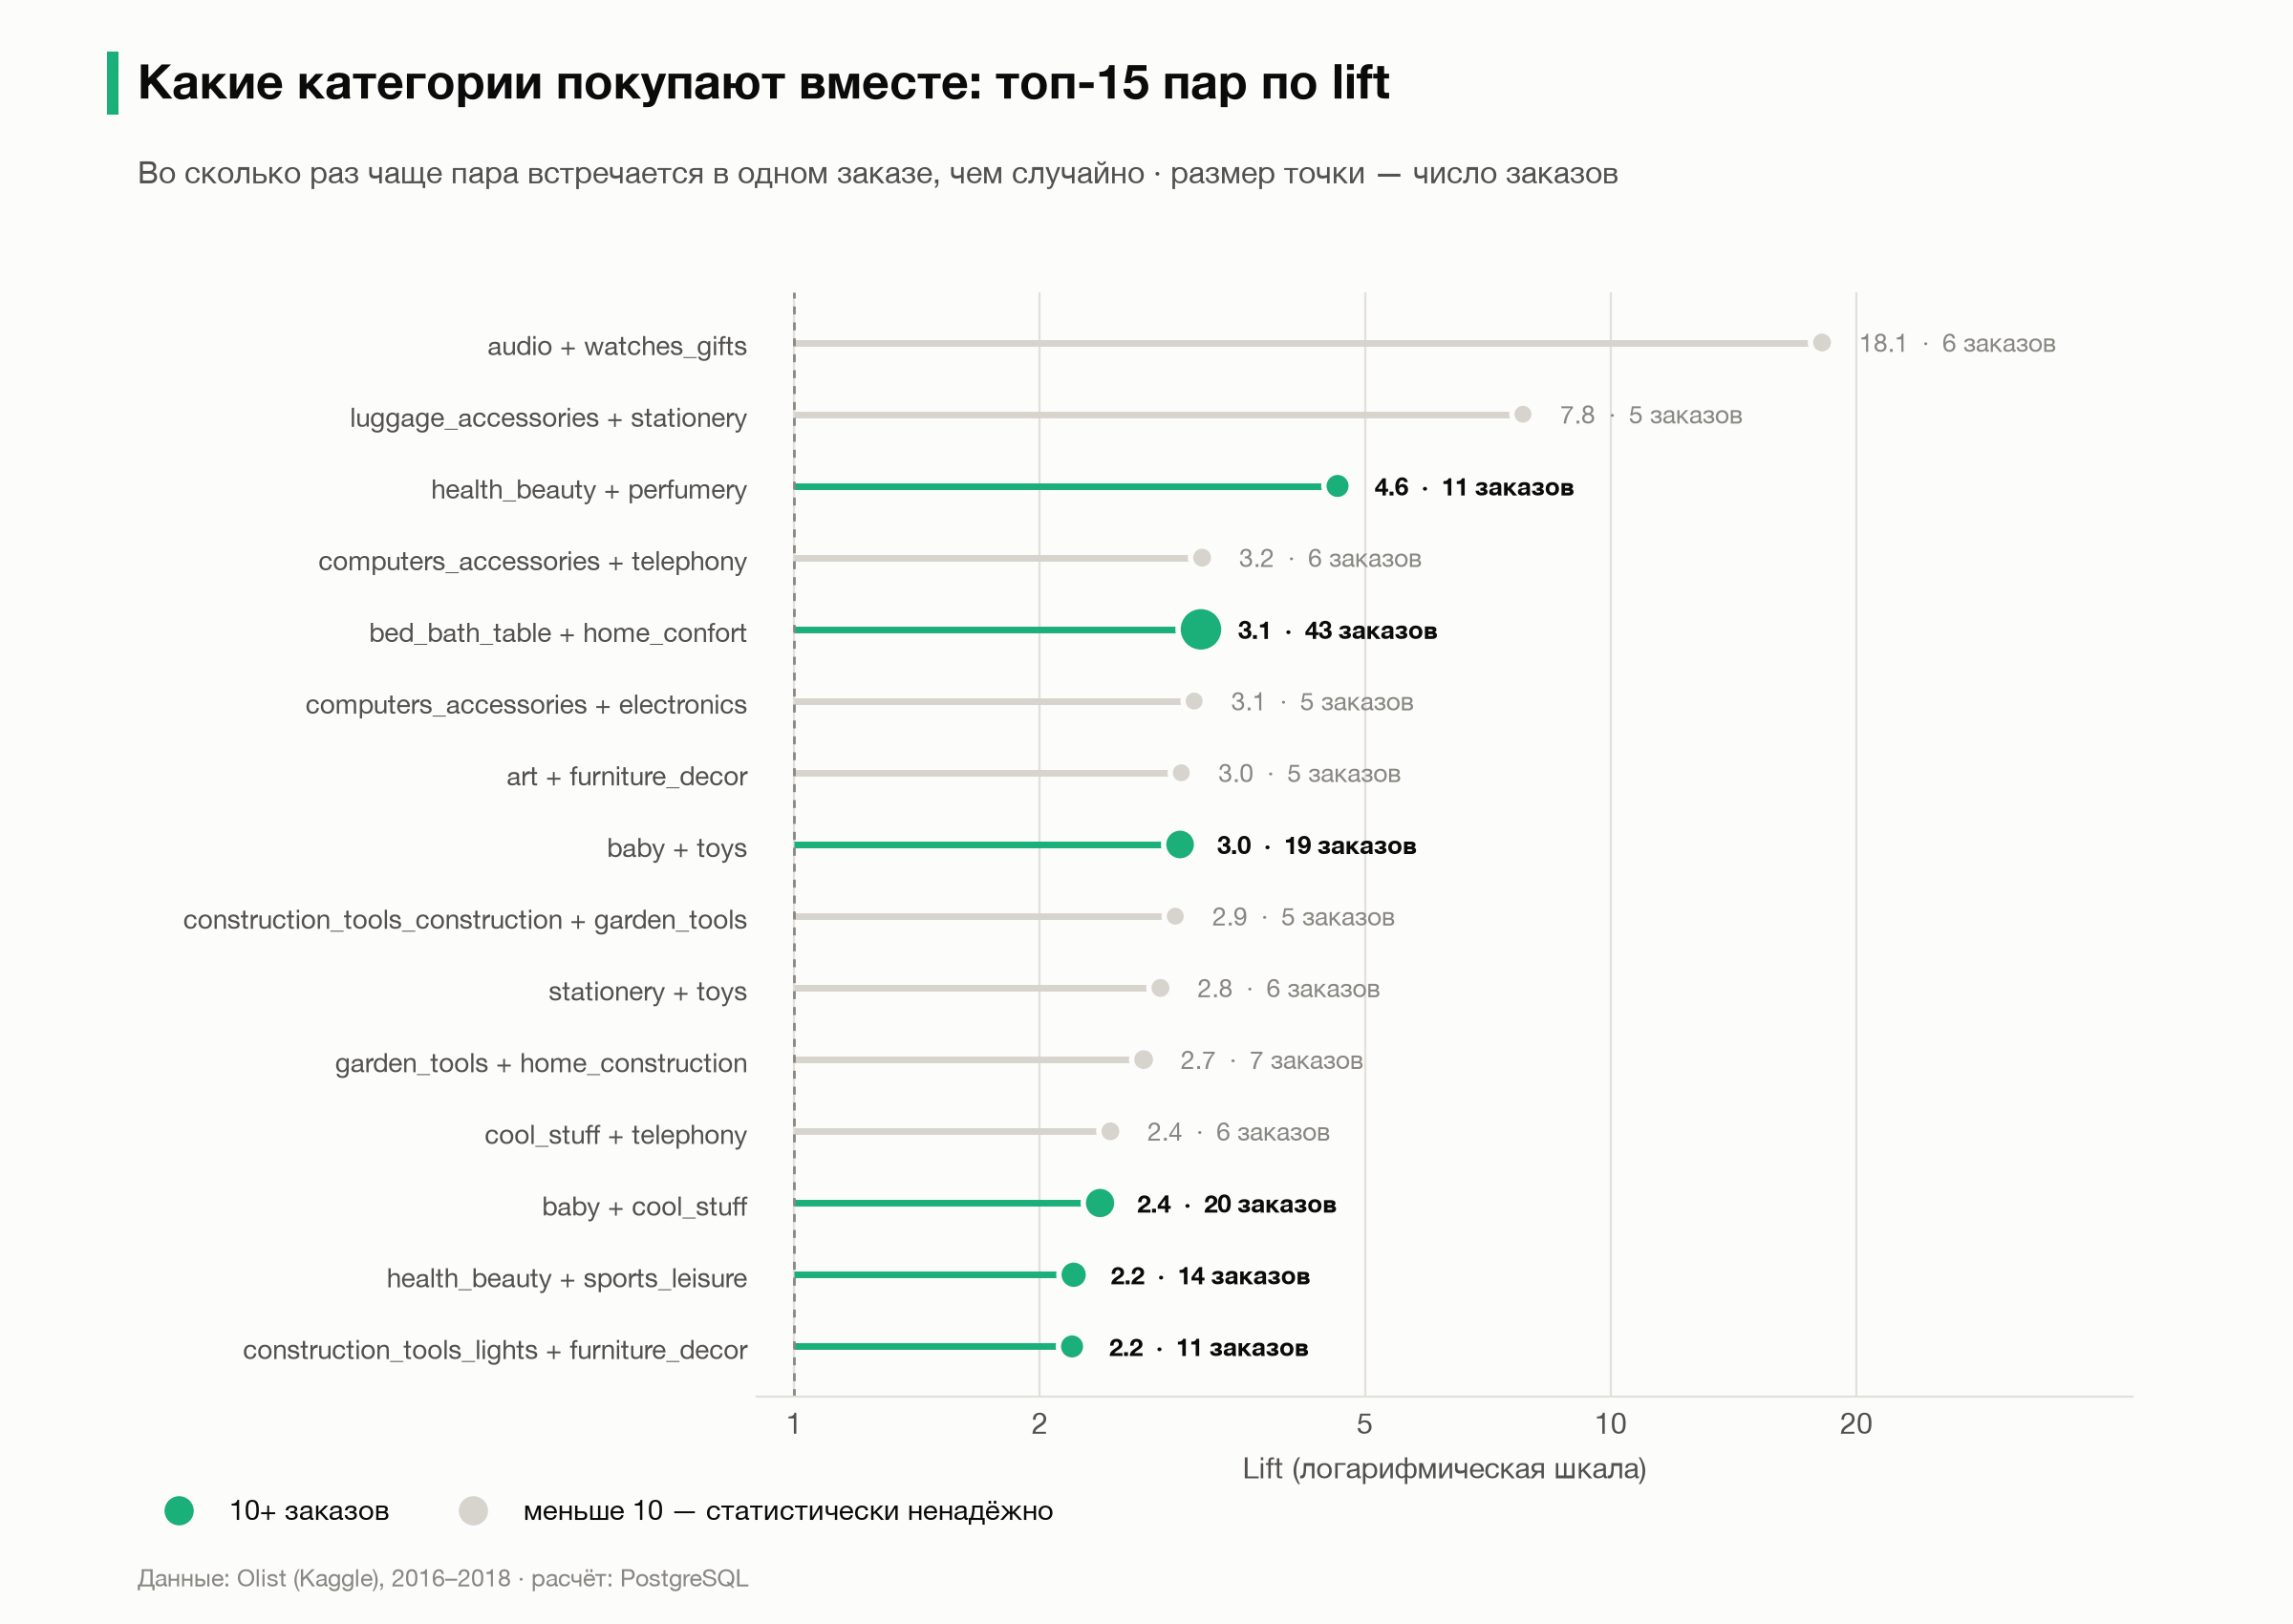 Какие категории покупают вместе: топ-15 пар по lift
Во сколько раз чаще пара встречается в одном заказе, чем случайно · размер точки — число заказов
audio + watches_gifts 18.1 · 6 заказов
luggage_accessories + stationery 7.8 · 5 заказов
health_beauty + perfumery 4.6 · 11 заказов
computers_accessories + telephony 3.2 · 6 заказов
bed_bath_table + home_confort 3.1 · 43 заказов
computers_accessories + electronics 3.1 · 5 заказов
art + furniture_decor 3.0 · 5 заказов
baby + toys 3.0 · 19 заказов
construction_tools_construction + garden_tools 2.9 · 5 заказов
stationery + toys 2.8 · 6 заказов
garden_tools + home_construction 2.7 · 7 заказов
cool_stuff + telephony 2.4 · 6 заказов
baby + cool_stuff 2.4 · 20 заказов
health_beauty + sports_leisure 2.2 · 14 заказов
construction_tools_lights + furniture_decor 2.2 · 11 заказов
1 2 5 10 20
Lift (логарифмическая шкала)
10+ заказов меньше 10 — статистически ненадёжно
Данные: Olist (Kaggle), 2016–2018 · расчёт: PostgreSQL